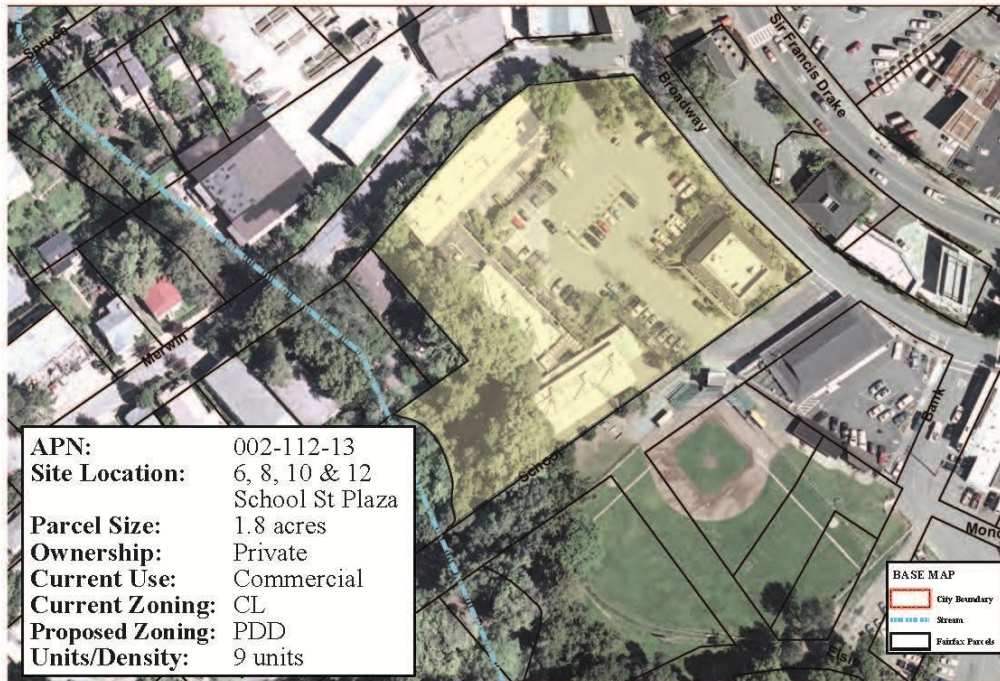 Spruce
Sir Francis Drake
Broadway
Merwin
Bank
School
APN: 002-112-13
Site Location: 6, 8, 10 & 12
School St Plaza
Parcel Size: 1.8 acres
Ownership: Private
Current Use: Commercial
Current Zoning: CL
Proposed Zoning: PDD
Units/Density: 9 units
Mono
BASE MAP
City Boundary
Stream
Fairfax Parcels
Elsie